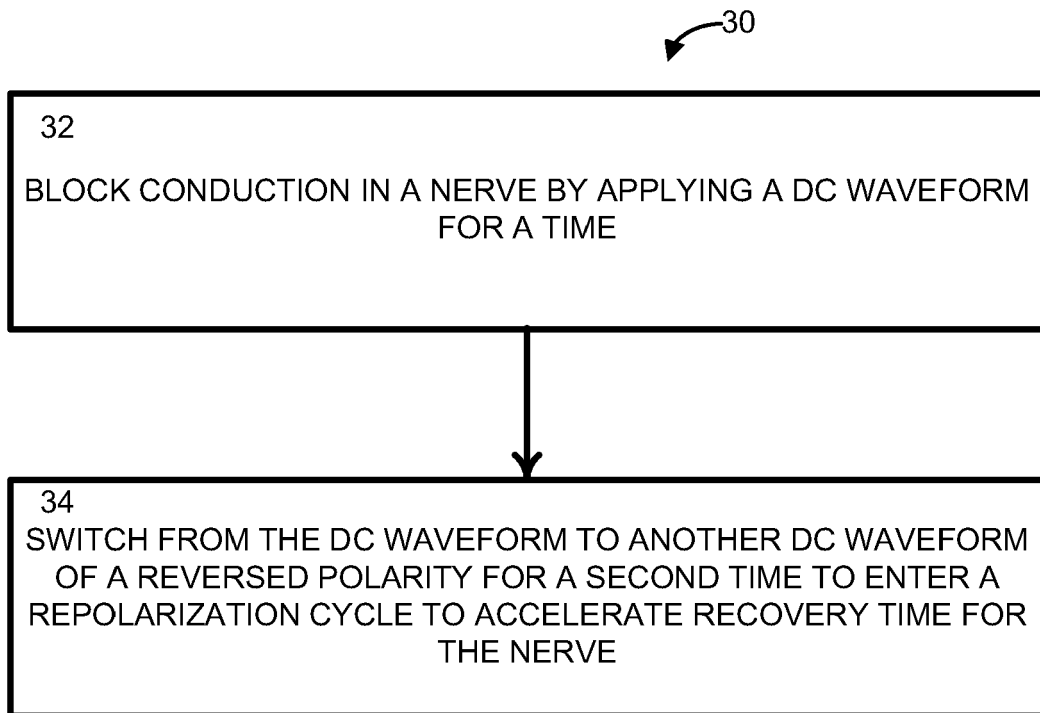 30
32
BLOCK CONDUCTION IN A NERVE BY APPLYING A DC WAVEFORM
FOR A TIME
34
SWITCH FROM THE DC WAVEFORM TO ANOTHER DC WAVEFORM
OF A REVERSED POLARITY FOR A SECOND TIME TO ENTER A
REPOLARIZATION CYCLE TO ACCELERATE RECOVERY TIME FOR
THE NERVE